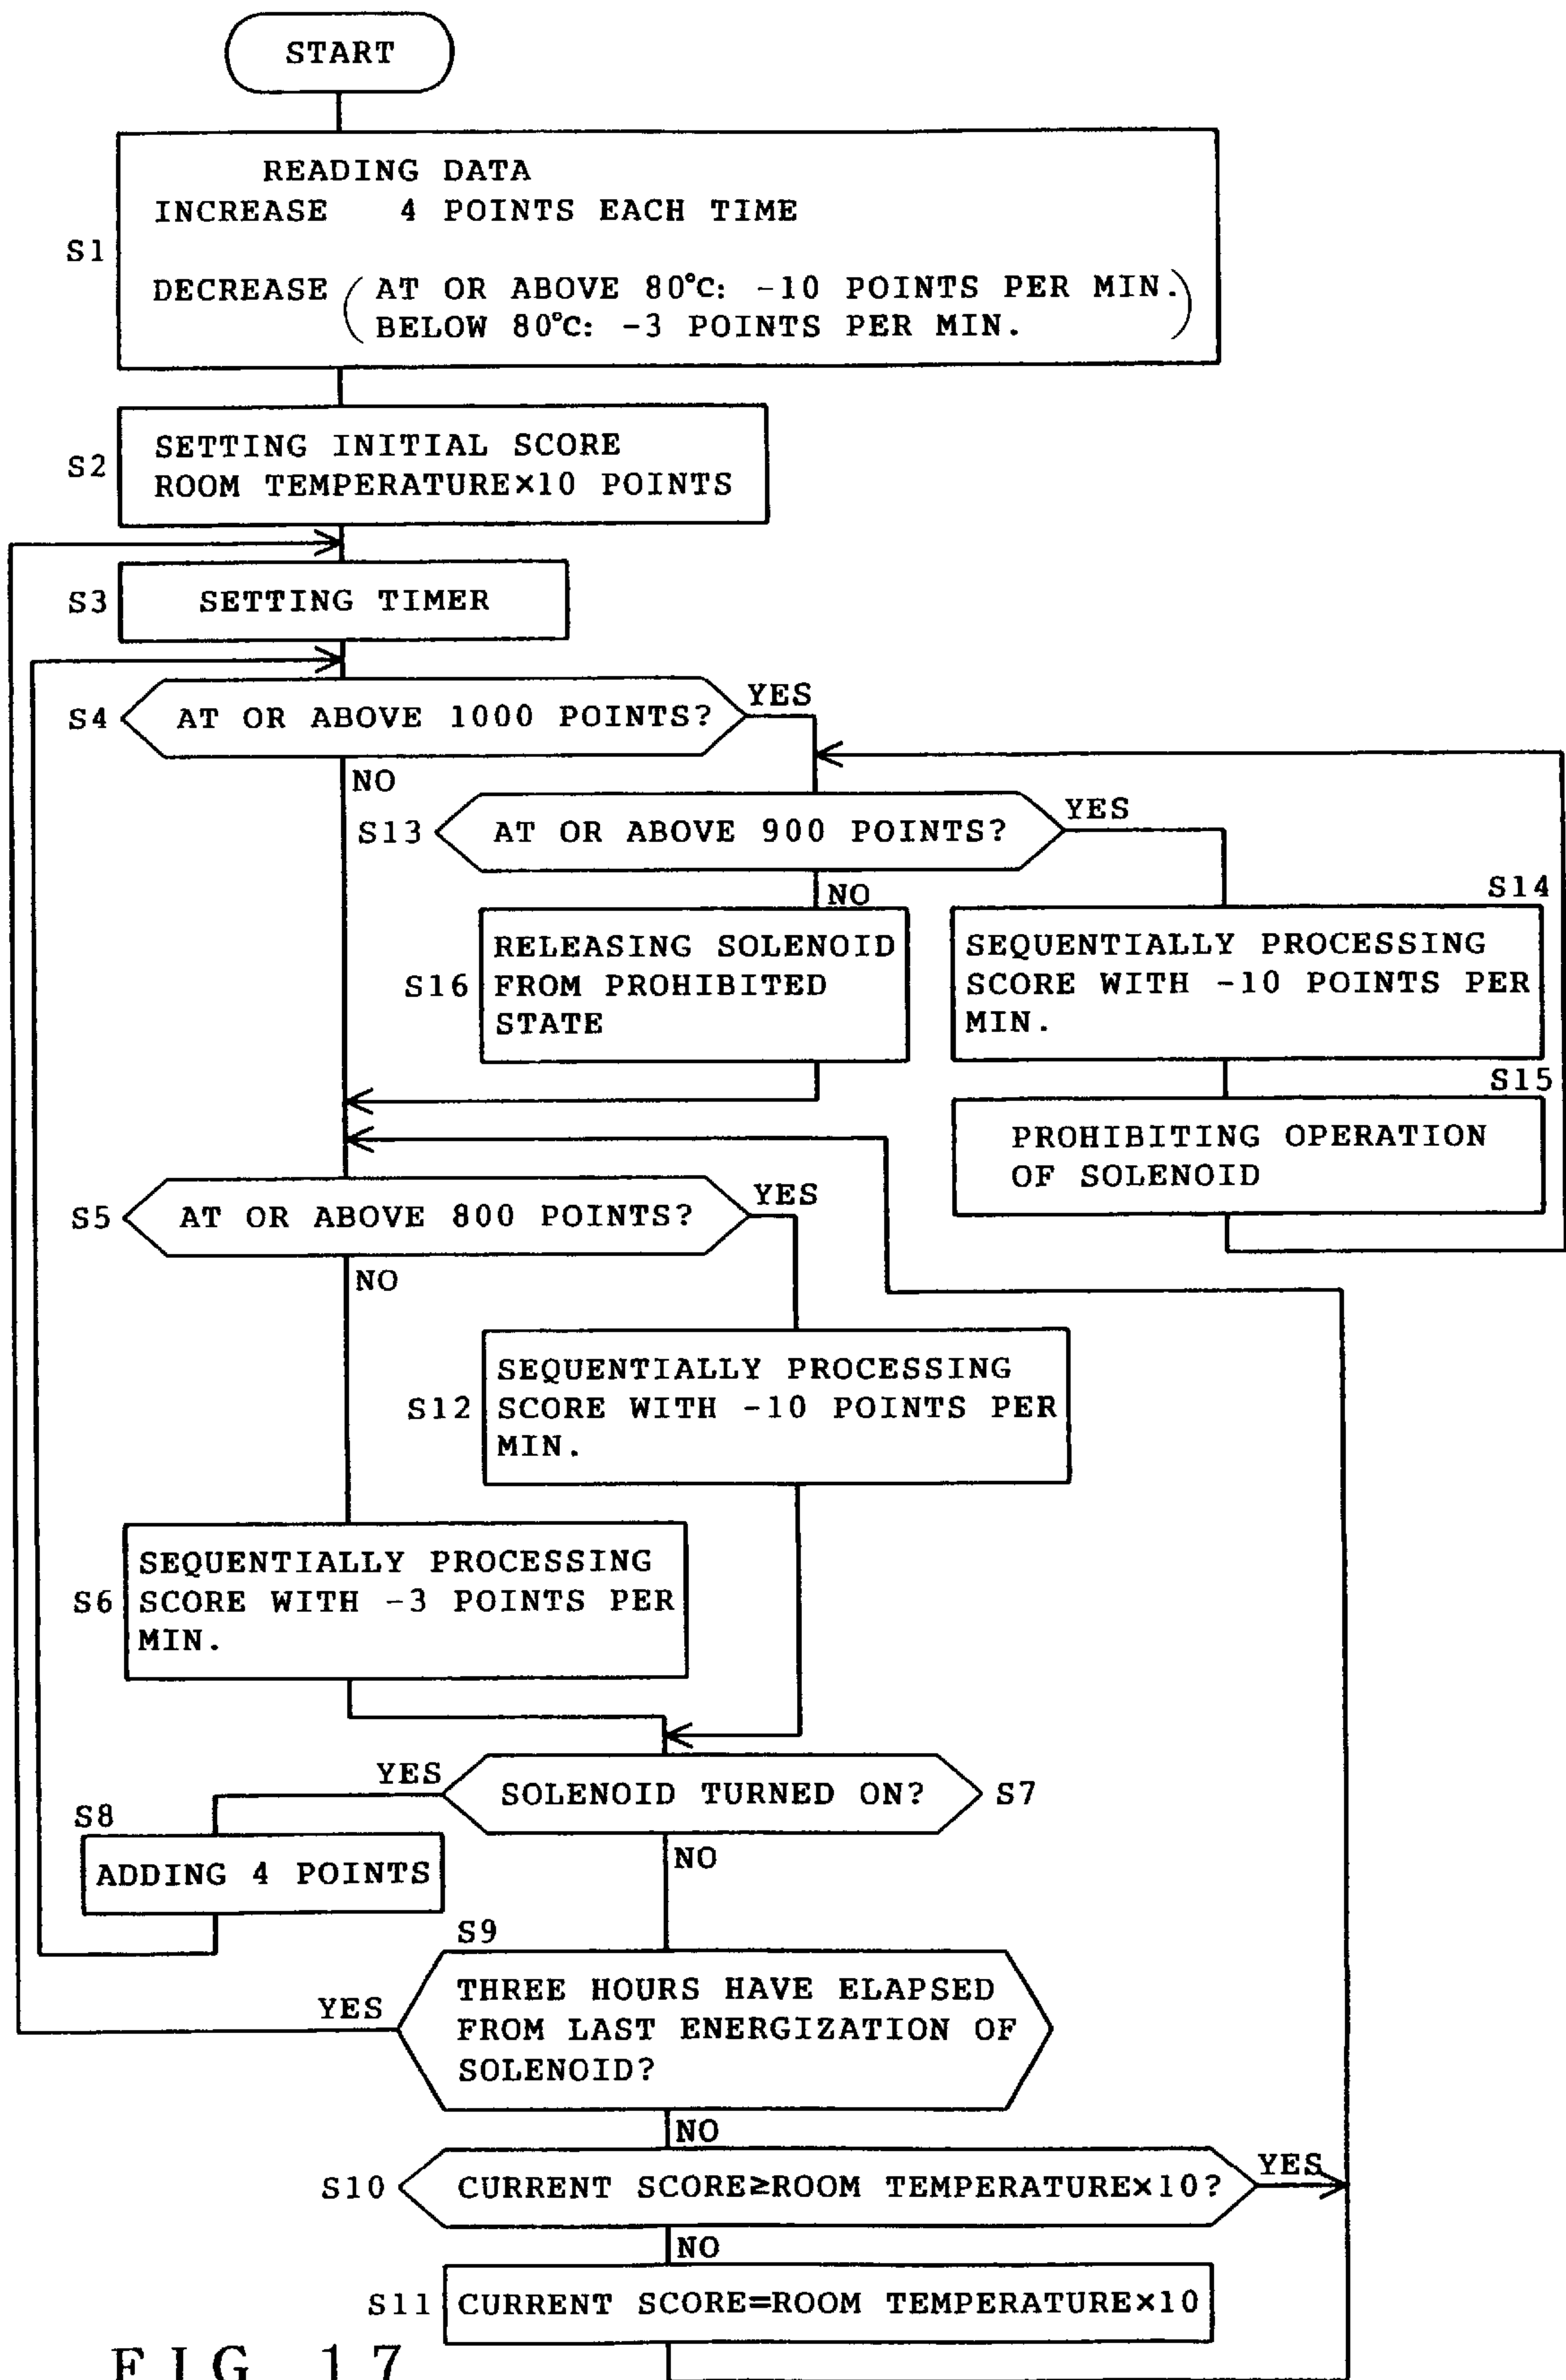 START
READING DATA
INCREASE 4 POINTS EACH TIME
S1
DECREASE (AT OR ABOVE 80°C: -10 POINTS PER MIN.
BELOW 80°C: -3 POINTS PER MIN.)
S2
SETTING INITIAL SCORE
ROOM TEMPERATURE×10 POINTS
S3
SETTING TIMER
S4
AT OR ABOVE 1000 POINTS?
YES
NO
S13
AT OR ABOVE 900 POINTS?
YES
NO
S14
SEQUENTIALLY PROCESSING
SCORE WITH -10 POINTS PER
MIN.
S16
RELEASING SOLENOID
FROM PROHIBITED
STATE
S15
PROHIBITING OPERATION
OF SOLENOID
S5
AT OR ABOVE 800 POINTS?
YES
NO
S12
SEQUENTIALLY PROCESSING
SCORE WITH -10 POINTS PER
MIN.
S6
SEQUENTIALLY PROCESSING
SCORE WITH -3 POINTS PER
MIN.
YES
SOLENOID TURNED ON?
S7
NO
S8
ADDING 4 POINTS
S9
YES
THREE HOURS HAVE ELAPSED
FROM LAST ENERGIZATION OF
SOLENOID?
NO
S10
CURRENT SCORE≥ROOM TEMPERATURE×10?
YES
NO
S11
CURRENT SCORE=ROOM TEMPERATURE×10
FIG. 17